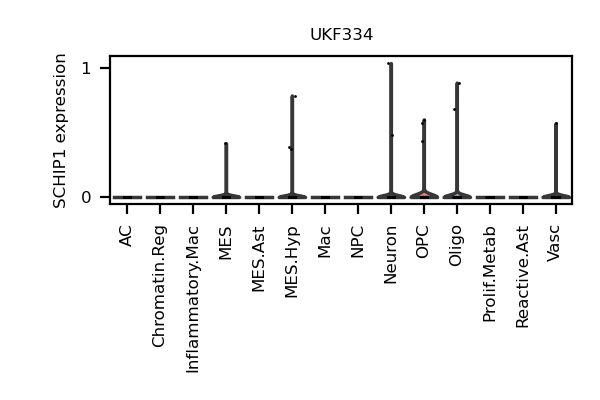 UKF334
SCHIP1 expression
1
0
AC
Chromatin.Reg
Inflammatory.Mac
MES
MES.Ast
MES.Hyp
Mac
NPC
Neuron
OPC
Oligo
Prolif.Metab
Reactive.Ast
Vasc